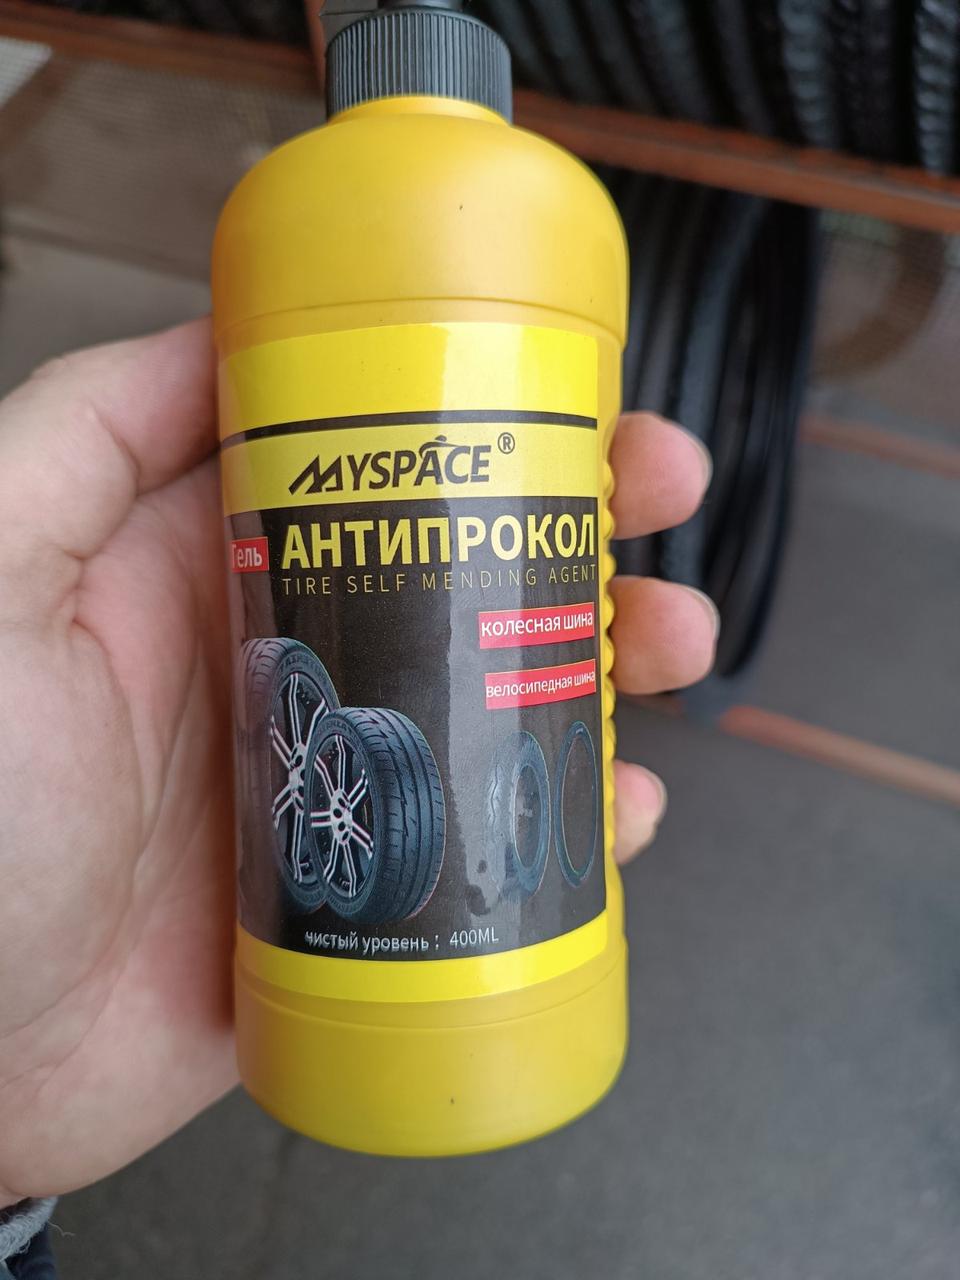 MYSPACE®
Гель
АНТИПРОКОЛ
TIRE SELF MENDING AGENT
колесная шина
велосипедная шина
чистый уровень : 400ML